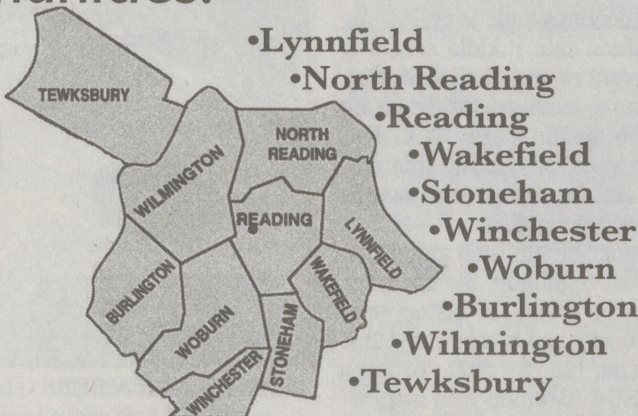 •Lynnfield
•North Reading
•Reading
•Wakefield
•Stoneham
•Winchester
•Woburn
•Burlington
•Wilmington
•Tewksbury
TEWKSBURY
WILMINGTON
NORTH
READING
READING
LYNNFIELD
WAKEFIELD
BURLINGTON
WOBURN
STONEHAM
WINCHESTER